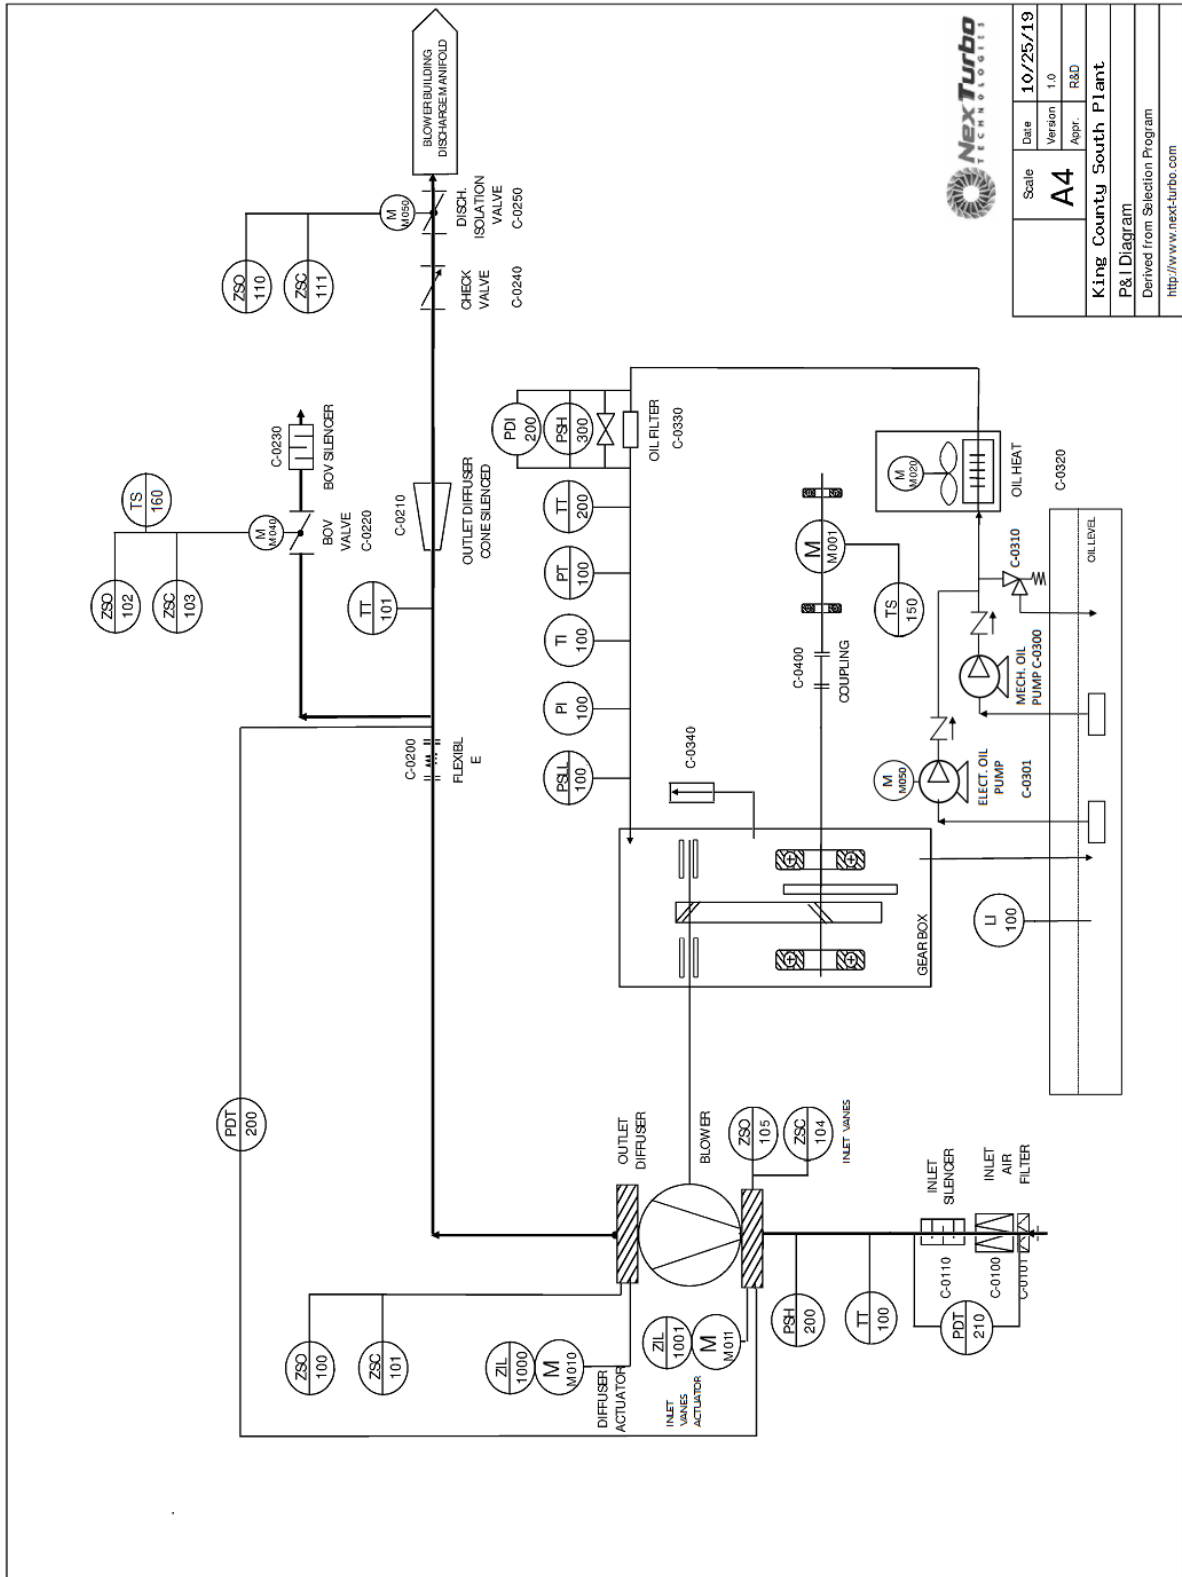 BLOWER BUILDING
DISCHARGE MANIFOLD
M
M050
DISCH.
ISOLATION
VALVE
C-0250
ZSO
110
ZSC
111
CHECK
VALVE
C-0240
C-0230
BOV SILENCER
TS
160
M
M040
BOV
VALVE
C-0220
ZSO
102
ZSC
103
C-0210
OUTLET DIFFUSER
CONE SILENCED
TT
101
C-0200
FLEXIBL
E
PDT
200
PDI
200
PSH
300
OIL FILTER
C-0330
TT
200
PT
100
TI
100
PI
100
PSLL
100
C-0340
M
M001
TS
150
C-0400
COUPLING
M
M020
OIL HEAT
C-0320
C-0310
MECH. OIL
PUMP C-0300
M
M050
ELECT. OIL
PUMP
C-0301
OIL LEVEL
LI
100
GEAR BOX
OUTLET
DIFFUSER
BLOWER
ZSO
105
ZSC
104
INLET VANES
INLET
SILENCER
INLET
AIR
FILTER
C-0110
C-0100
C-0101
PDT
210
TT
100
PSH
200
ZSO
100
ZSC
101
ZIL
1000
M
M010
DIFFUSER
ACTUATOR
ZIL
1001
M
M011
INLET
VANES
ACTUATOR
NexTurbo
TECHNOLOGIES
Scale
A4
Date
10/25/19
Version
1.0
Appr.
R&D
King County South Plant
P& I Diagram
Derived from Selection Program
http://www.next-turbo.com